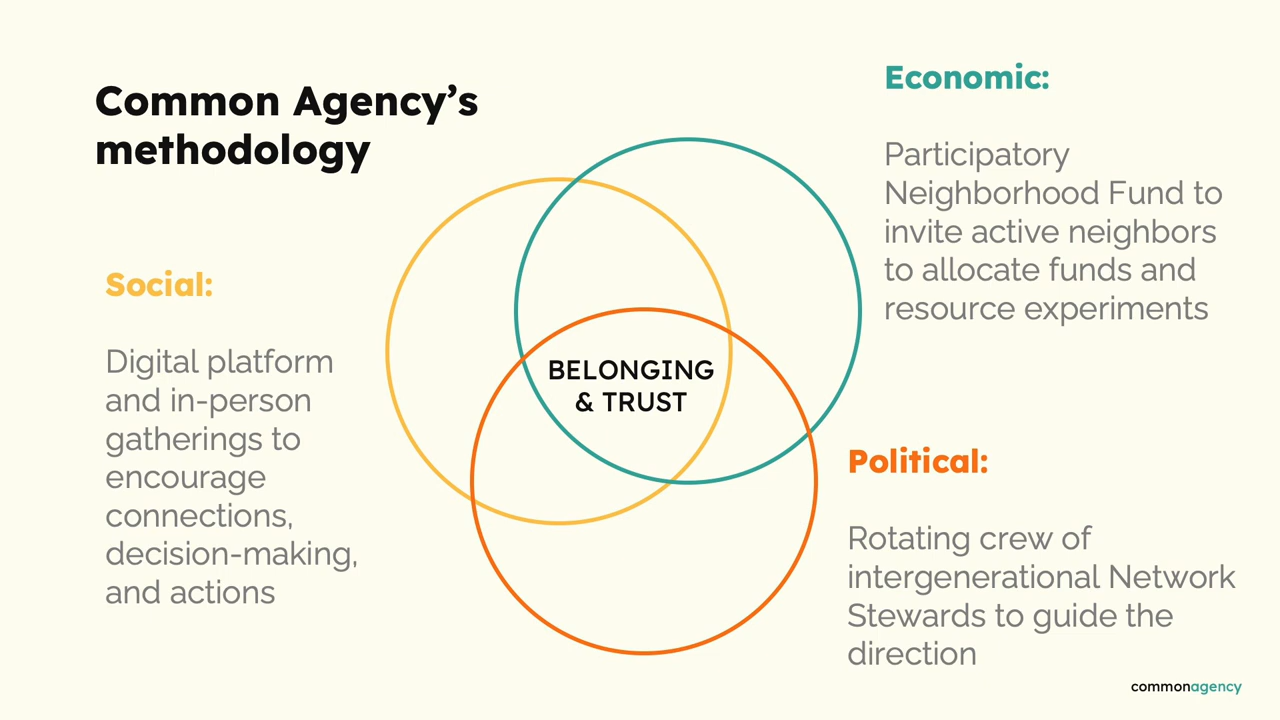 Common Agency’s
methodology
Social:
Digital platform
and in-person
gatherings to
encourage
connections,
decision-making,
and actions
BELONGING
& TRUST
Economic:
Participatory
Neighborhood Fund to
invite active neighbors
to allocate funds and
resource experiments
Political:
Rotating crew of
intergenerational Network
Stewards to guide the
direction
commonagency